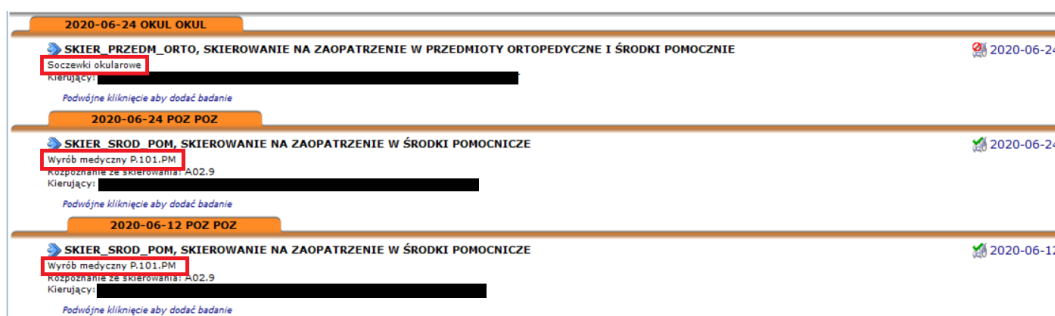 2020-06-24 OKUL OKUL
SKIER_PRZEDM_ORTO, SKIEROWANIE NA ZAOPATRZENIE W PRZEDMIOTY ORTOPEDYCZNE I ŚRODKI POMOCNIE 2020-06-24
Soczewki okularowe
Kierujący:
Podwójne kliknięcie aby dodać badanie
2020-06-24 POZ POZ
SKIER_SROD_POM, SKIEROWANIE NA ZAOPATRZENIE W ŚRODKI POMOCNICZE 2020-06-24
Wyrób medyczny P.101.PM
Rozpoznanie ze skierowania: A02.9
Kierujący:
Podwójne kliknięcie aby dodać badanie
2020-06-12 POZ POZ
SKIER_SROD_POM, SKIEROWANIE NA ZAOPATRZENIE W ŚRODKI POMOCNICZE 2020-06-12
Wyrób medyczny P.101.PM
Rozpoznanie ze skierowania: A02.9
Kierujący:
Podwójne kliknięcie aby dodać badanie